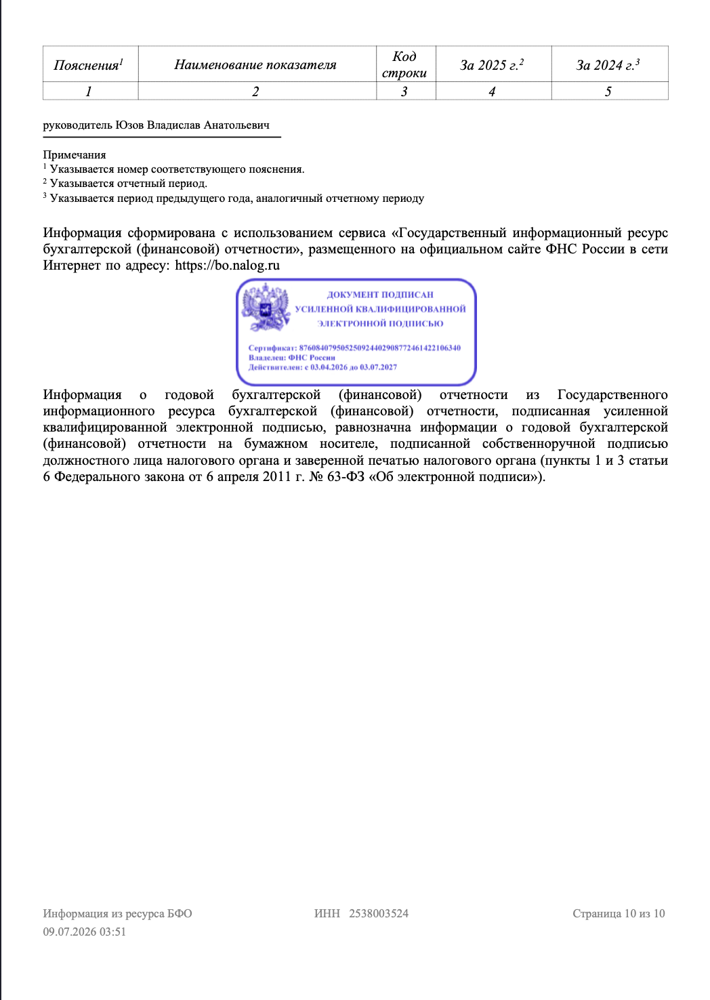 Пояснения¹ Наименование показателя Код строки За 2025 г.² За 2024 г.³
1 2 3 4 5
руководитель Юзов Владислав Анатольевич
Примечания
¹ Указывается номер соответствующего пояснения.
² Указывается отчетный период.
³ Указывается период предыдущего года, аналогичный отчетному периоду
Информация сформирована с использованием сервиса «Государственный информационный ресурс
бухгалтерской (финансовой) отчетности», размещенного на официальном сайте ФНС России в сети
Интернет по адресу: https://bo.nalog.ru
ДОКУМЕНТ ПОДПИСАН
УСИЛЕННОЙ КВАЛИФИЦИРОВАННОЙ
ЭЛЕКТРОННОЙ ПОДПИСЬЮ
Сертификат: 87608407950525092440290877246142210634​0
Владелец: ФНС России
Действителен: с 03.04.2026 до 03.07.2027
Информация о годовой бухгалтерской (финансовой) отчетности из Государственного
информационного ресурса бухгалтерской (финансовой) отчетности, подписанная усиленной
квалифицированной электронной подписью, равнозначна информации о годовой бухгалтерской
(финансовой) отчетности на бумажном носителе, подписанной собственноручной подписью
должностного лица налогового органа и заверенной печатью налогового органа (пункты 1 и 3 статьи
6 Федерального закона от 6 апреля 2011 г. № 63-ФЗ «Об электронной подписи»).
Информация из ресурса БФО ИНН 2538003524 Страница 10 из 10
09.07.2026 03:51